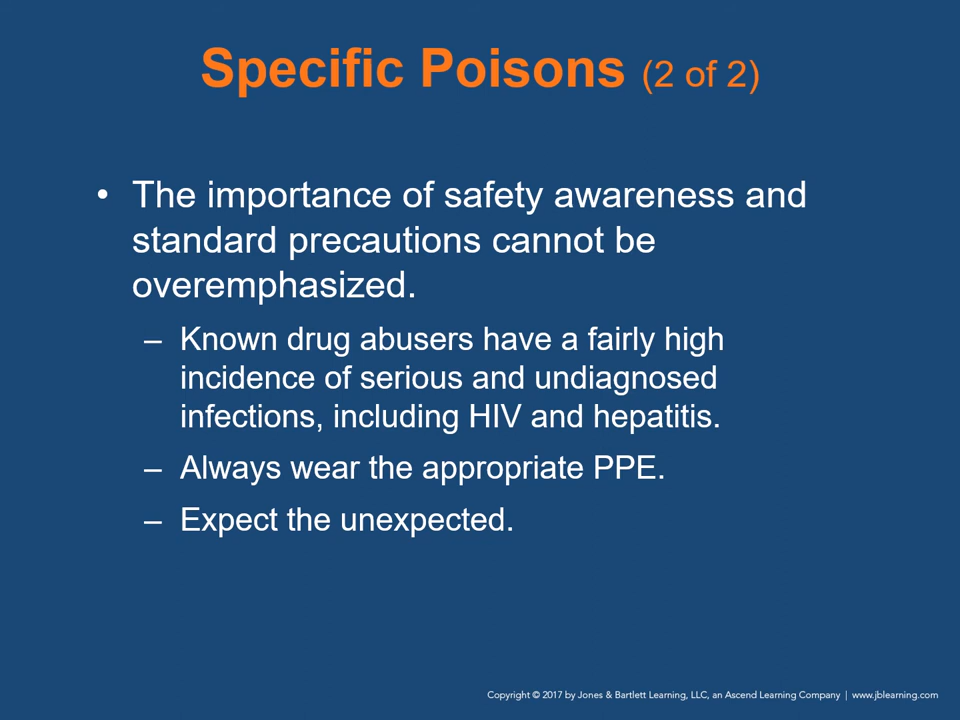 Specific Poisons (2 of 2)
• The importance of safety awareness and
standard precautions cannot be
overemphasized.
– Known drug abusers have a fairly high
incidence of serious and undiagnosed
infections, including HIV and hepatitis.
– Always wear the appropriate PPE.
– Expect the unexpected.
Copyright © 2017 by Jones & Bartlett Learning, LLC, an Ascend Learning Company | www.jblearning.com